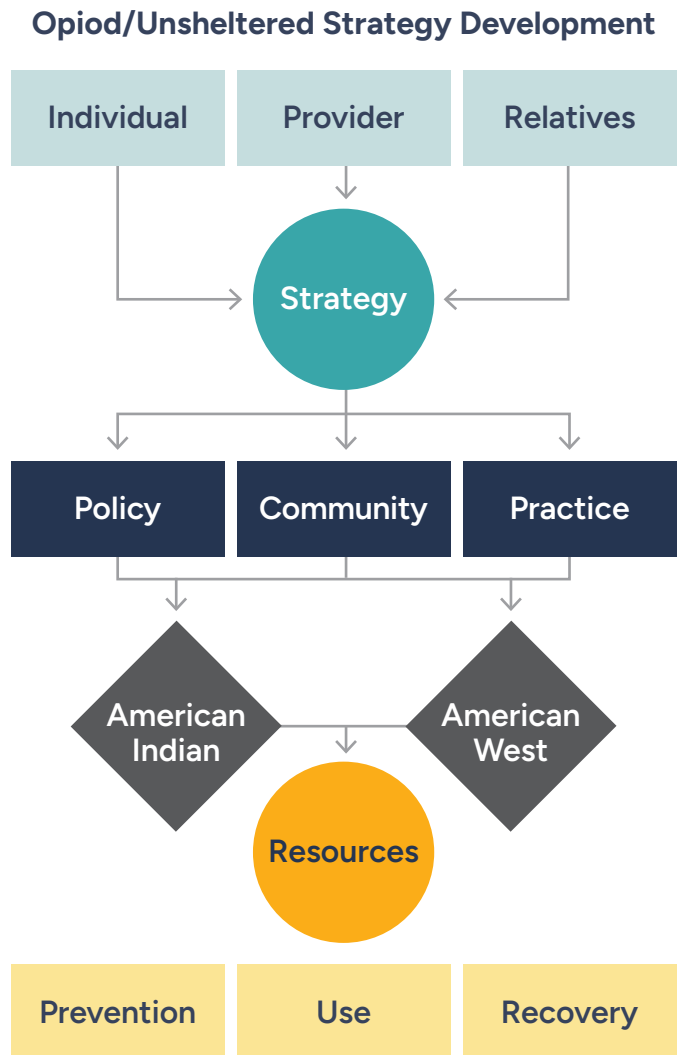 Opiod/Unsheltered Strategy Development
Individual
Provider
Relatives
Strategy
Policy
Community
Practice
American
Indian
American
West
Resources
Prevention
Use
Recovery